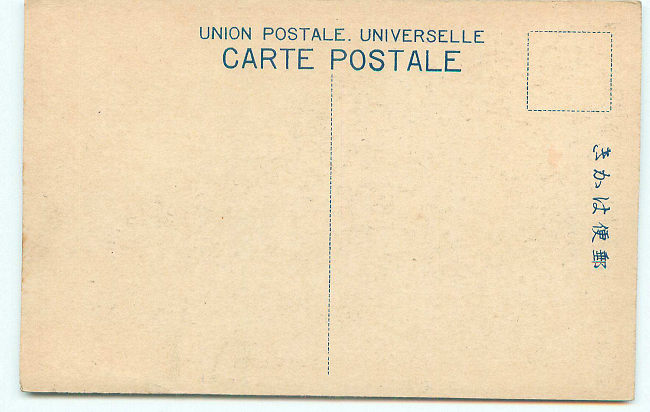 UNION POSTALE. UNIVERSELLE
CARTE POSTALE
郵便はかき